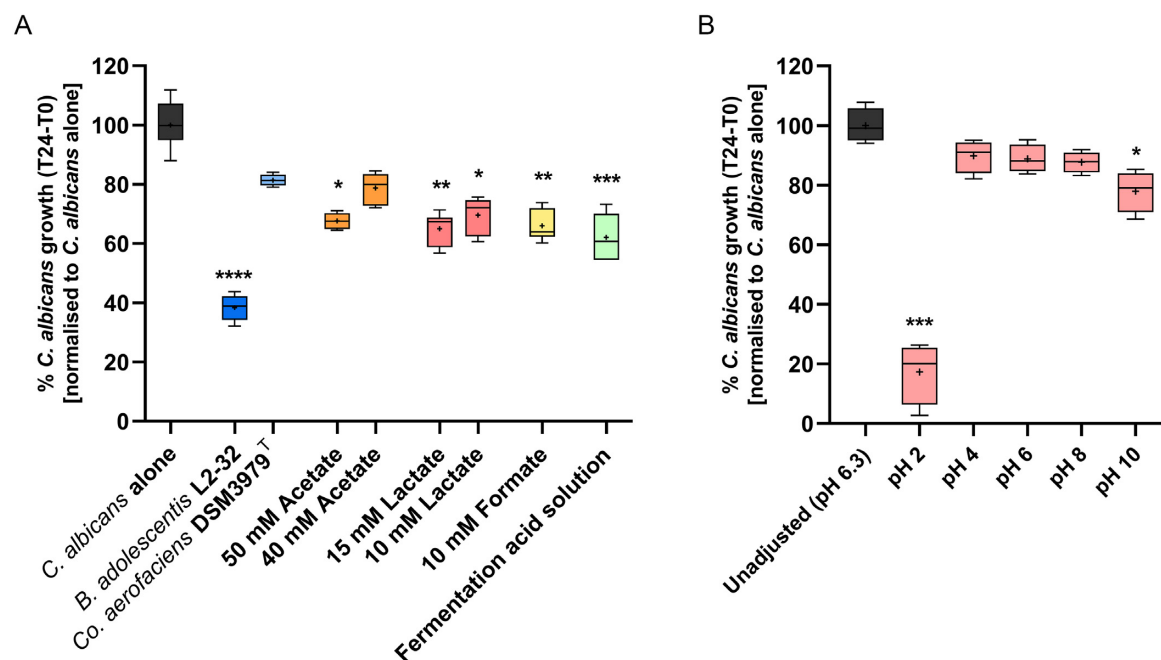 A
% C. albicans growth (T24-T0)
[normalised to C. albicans alone]
120
100
80
60
40
20
0
****
*
**
*
**
***
C. albicans alone
B. adolescentis L2-32
Co. aerofaciens DSM3979T
50 mM Acetate
40 mM Acetate
15 mM Lactate
10 mM Lactate
10 mM Formate
Fermentation acid solution
B
% C. albicans growth (T24-T0)
[normalised to C. albicans alone]
120
100
80
60
40
20
0
***
*
Unadjusted (pH 6.3)
pH 2
pH 4
pH 6
pH 8
pH 10